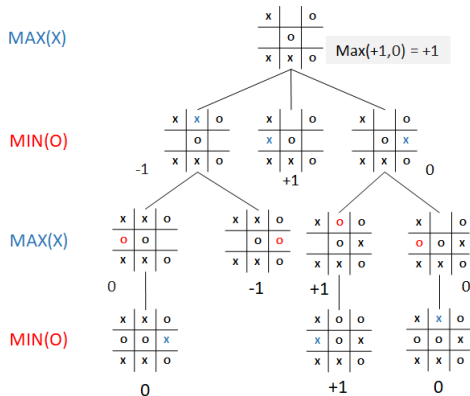 MAX(X)
x o
o
x x o
Max(+1,0) = +1
MIN(O)
x x o
o
x x o
-1
x o
x o
x x o
+1
x o
o x
x x o
0
MAX(X)
x x o
o o
x x o
0
x x o
o o
x x o
-1
x o o
o x
x x o
+1
x o
o o x
x x o
0
MIN(O)
x x o
o o x
x x o
0
x o o
x o x
x x o
+1
x x o
o o x
x x o
0